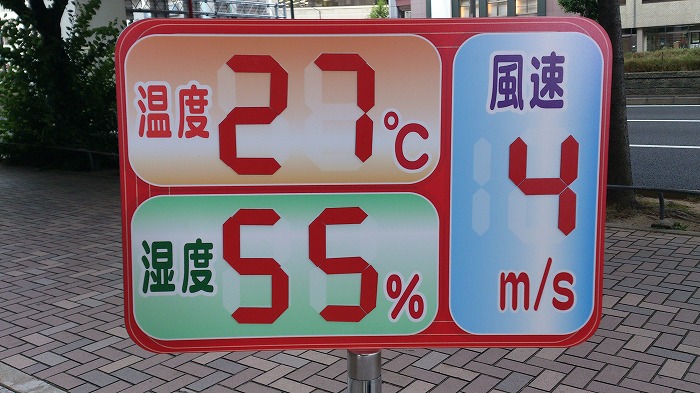 温度 27℃
湿度 55%
風速
4
m/s